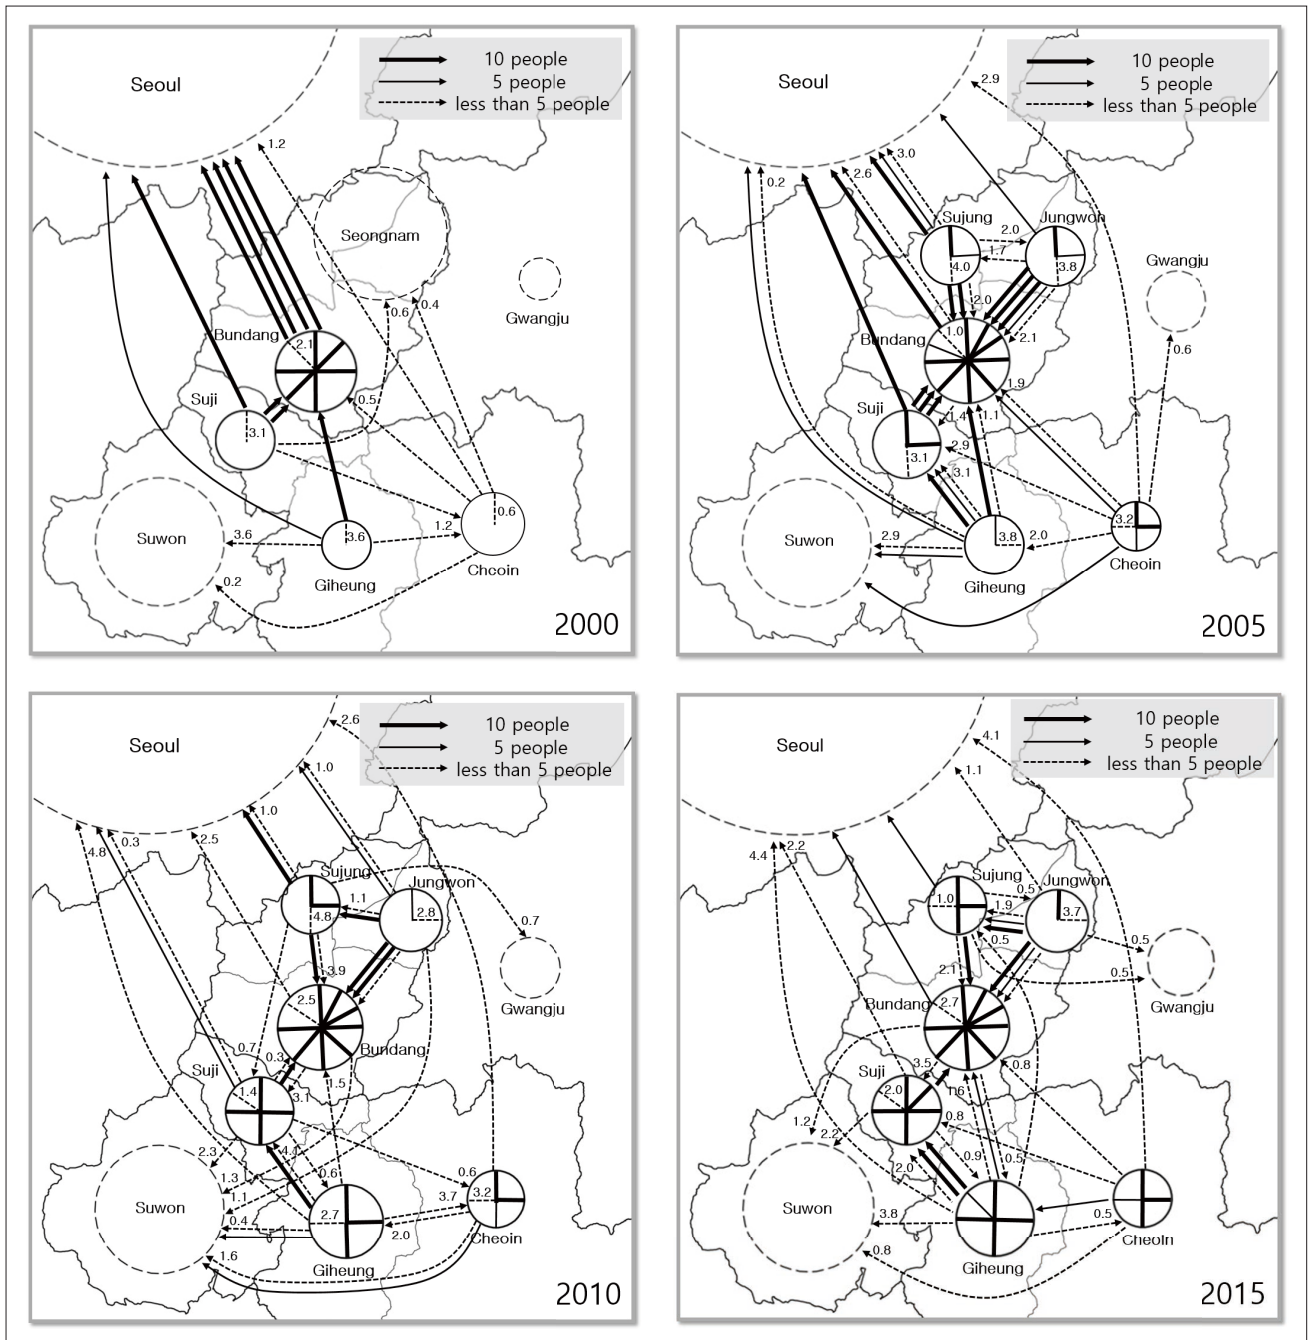 Seoul
10 people
5 people
less than 5 people
1.2
Seongnam
Gwangju
0.6
0.4
Bundang
2.1
Suji
0.5
3.1
Suwon
3.6
3.6
1.2
0.6
Giheung
Cheoin
0.2
2000
Seoul
10 people
5 people
less than 5 people
2.9
0.2
2.6
3.0
Sujung
Jungwon
2.0
1.7
4.0
3.8
Gwangju
2.0
1.0
2.1
Bundang
0.6
1.9
Suji
1.4
1.1
2.9
3.1
3.1
Suwon
2.9
3.8
2.0
3.2
Giheung
Cheoin
2005
Seoul
10 people
5 people
less than 5 people
2.6
1.0
1.0
0.3
2.5
4.8
Sujung
Jungwon
1.1
4.8
2.8
0.7
3.9
2.5
Gwangju
Bundang
0.7
0.3
Suji
1.5
1.4
3.1
2.3
4.1
1.3
0.6
0.6
1.1
Suwon
0.4
2.7
3.7
3.2
2.0
1.6
Cheoin
Giheung
2010
Seoul
10 people
5 people
less than 5 people
4.1
1.1
4.4
2.2
Sujung
Jungwon
0.5
1.0
1.9
3.7
0.5
0.5
2.1
0.5
Bundang
2.7
Gwangju
3.5
0.8
Suji
2.0
1.6
0.8
1.2
2.2
0.9
0.5
2.0
Suwon
3.8
0.5
0.8
Cheoin
Giheung
2015